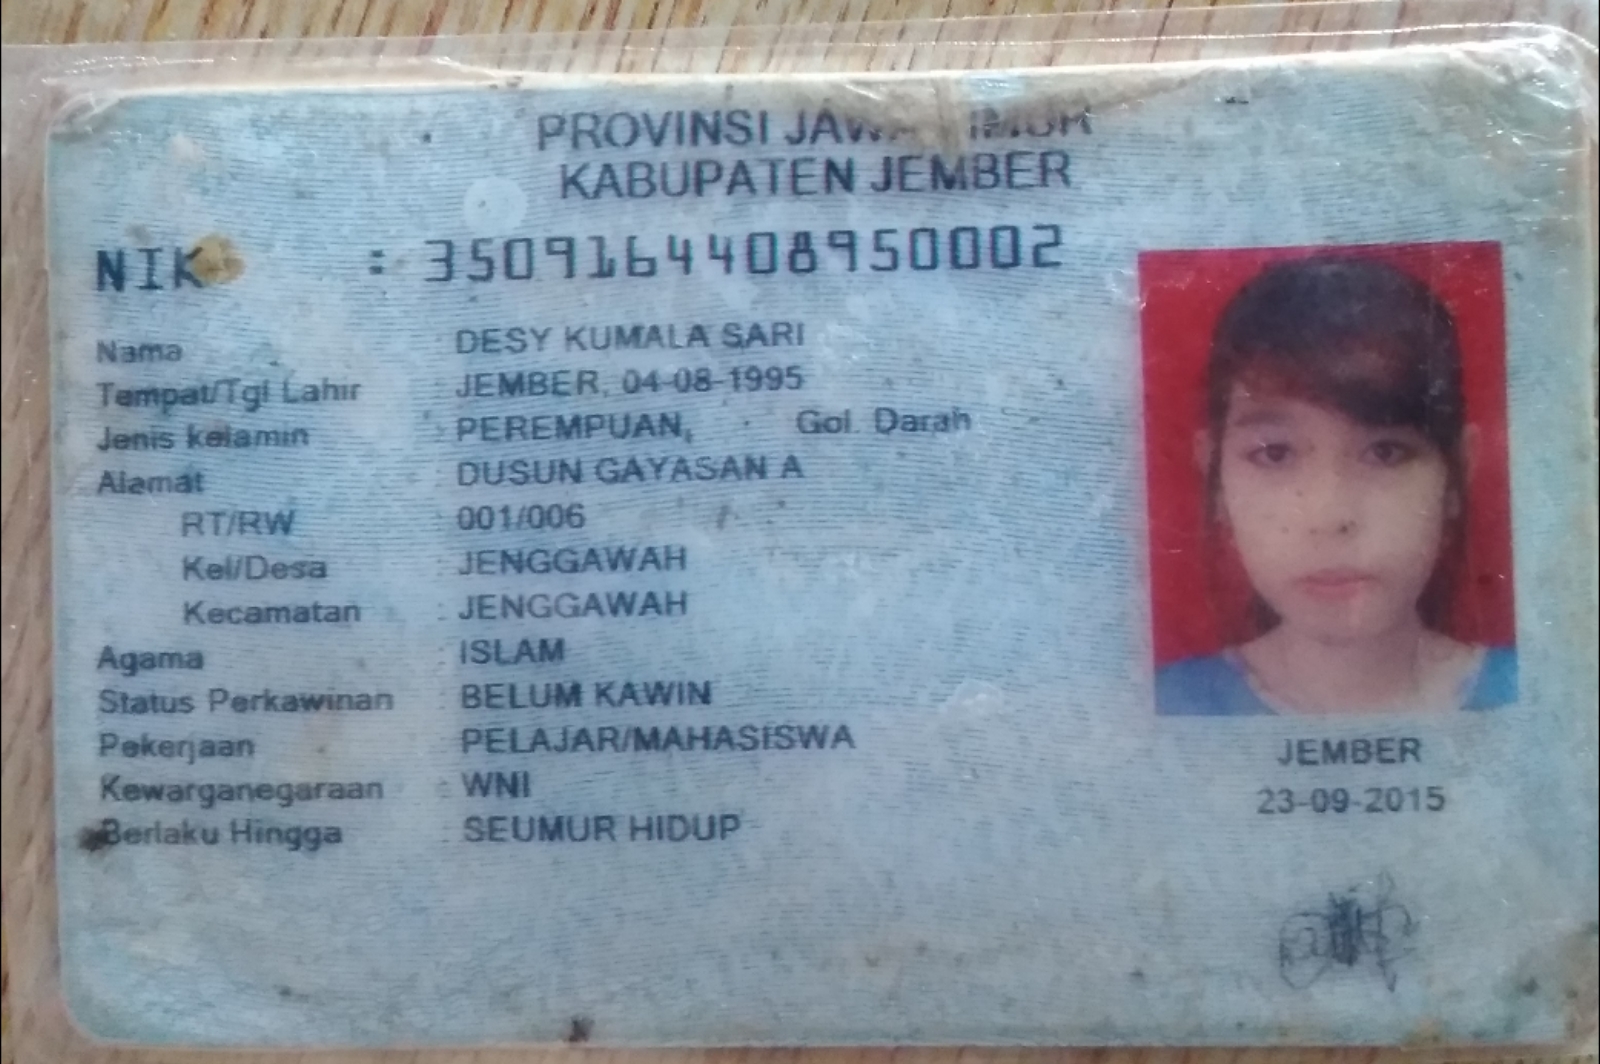 PROVINSI JAWA TIMUR
KABUPATEN JEMBER
NIK : 3509164408950002
Nama : DESY KUMALA SARI
Tempat/Tgl Lahir : JEMBER, 04-08-1995
Jenis kelamin : PEREMPUAN, Gol. Darah
Alamat : DUSUN GAYASAN A
RT/RW : 001/006
Kel/Desa : JENGGAWAH
Kecamatan : JENGGAWAH
Agama : ISLAM
Status Perkawinan : BELUM KAWIN
Pekerjaan : PELAJAR/MAHASISWA
Kewarganegaraan : WNI
Berlaku Hingga : SEUMUR HIDUP
JEMBER
23-09-2015